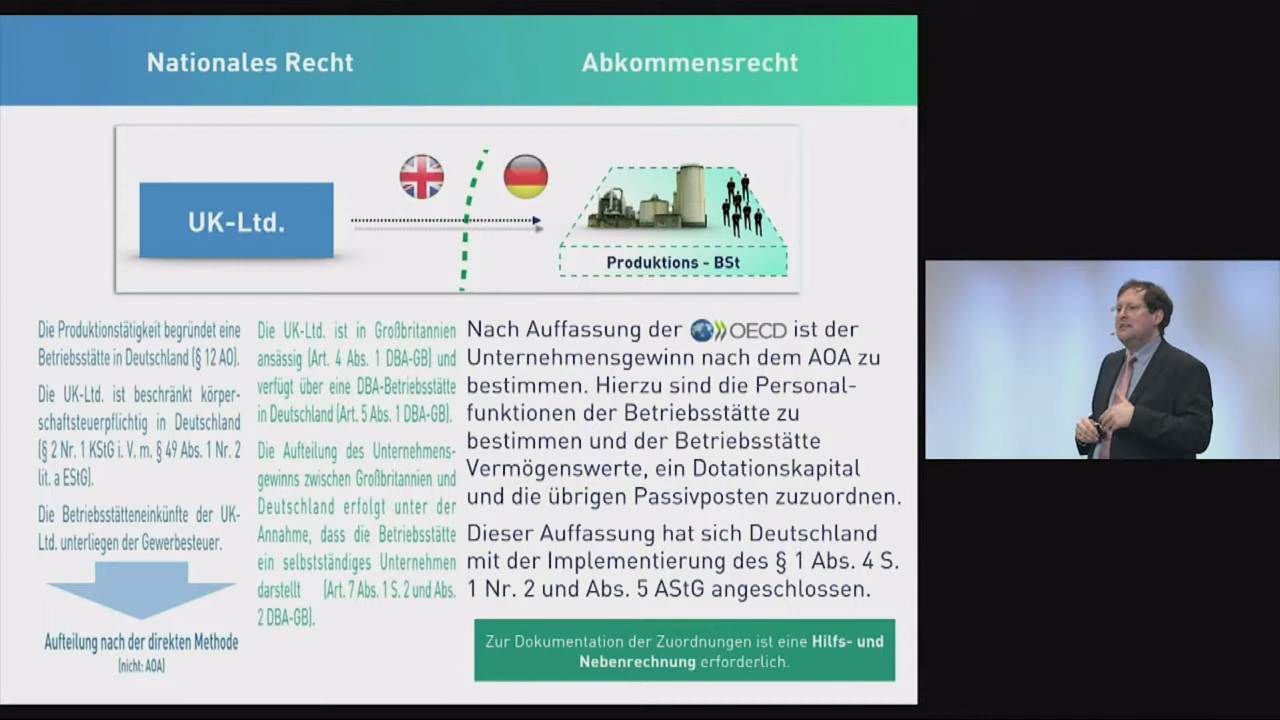 Nationales Recht
Abkommensrecht
UK-Ltd.
Produktions - BSt
Die Produktionstätigkeit begründet eine
Betriebsstätte in Deutschland (§ 12 AO).
Die UK-Ltd. ist beschränkt körper-
schaftsteuerpflichtig in Deutschland
(§ 2 Nr. 1 KStG i. V. m. § 49 Abs. 1 Nr. 2
lit. a EStG).
Die Betriebsstätteneinkünfte der UK-
Ltd. unterliegen der Gewerbesteuer.
Aufteilung nach der direkten Methode
(nicht: AOA)
Die UK-Ltd. ist in Großbritannien
ansässig (Art. 4 Abs. 1 DBA-GB) und
verfügt über eine DBA-Betriebsstätte
in Deutschland (Art. 5 Abs. 1 DBA-GB).
Die Aufteilung des Unternehmens-
gewinns zwischen Großbritannien und
Deutschland erfolgt unter der
Annahme, dass die Betriebsstätte
ein selbstständiges Unternehmen
darstellt (Art. 7 Abs. 1 S. 2 und Abs.
2 DBA-GB).
Nach Auffassung der OECD ist der
Unternehmensgewinn nach dem AOA zu
bestimmen. Hierzu sind die Personal-
funktionen der Betriebsstätte zu
bestimmen und der Betriebsstätte
Vermögenswerte, ein Dotationskapital
und die übrigen Passivposten zuzuordnen.
Dieser Auffassung hat sich Deutschland
mit der Implementierung des § 1 Abs. 4 S.
1 Nr. 2 und Abs. 5 AStG angeschlossen.
Zur Dokumentation der Zuordnungen ist eine Hilfs- und
Nebenrechnung erforderlich.